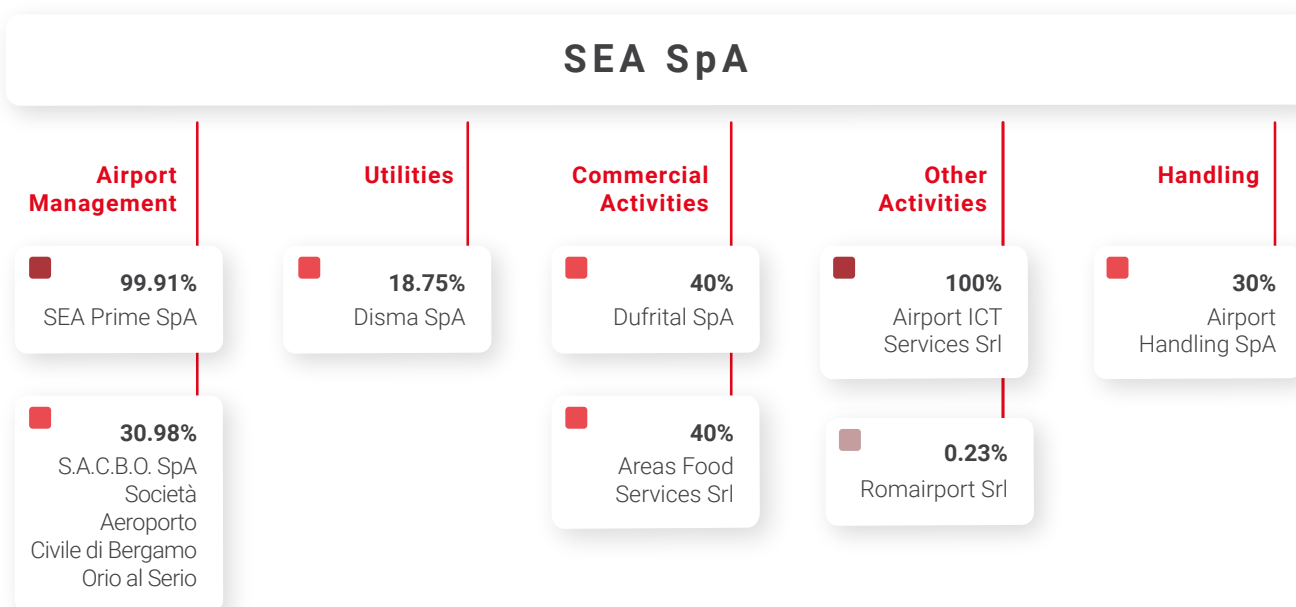 SEA SpA
Airport
Management
99.91%
SEA Prime SpA
30.98%
S.A.C.B.O. SpA
Società
Aeroporto
Civile di Bergamo
Orio al Serio
Utilities
18.75%
Disma SpA
Commercial
Activities
40%
Dufrital SpA
40%
Areas Food
Services Srl
Other
Activities
100%
Airport ICT
Services Srl
0.23%
Romairport Srl
Handling
30%
Airport
Handling SpA